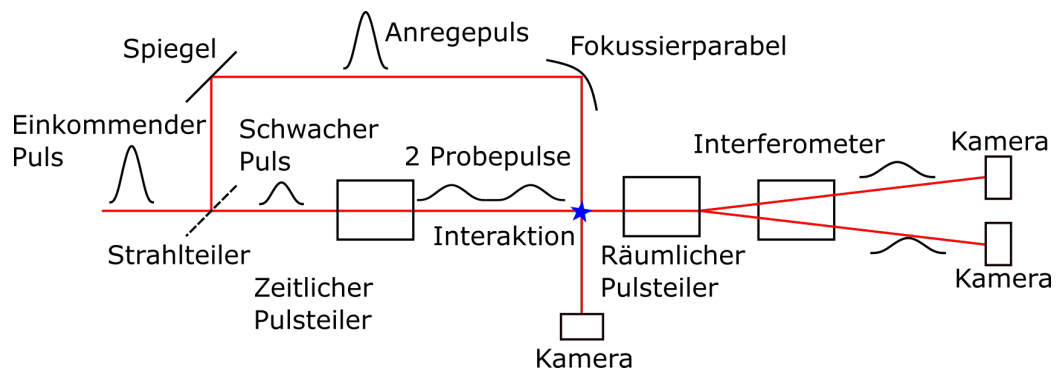 Spiegel
Anregepuls
Fokussierparabel
Einkommender
Puls
Schwacher
Puls
2 Probepulse
Interferometer
Kamera
Strahlteiler
Interaktion
Räumlicher
Pulsteiler
Kamera
Zeitlicher
Pulsteiler
Kamera